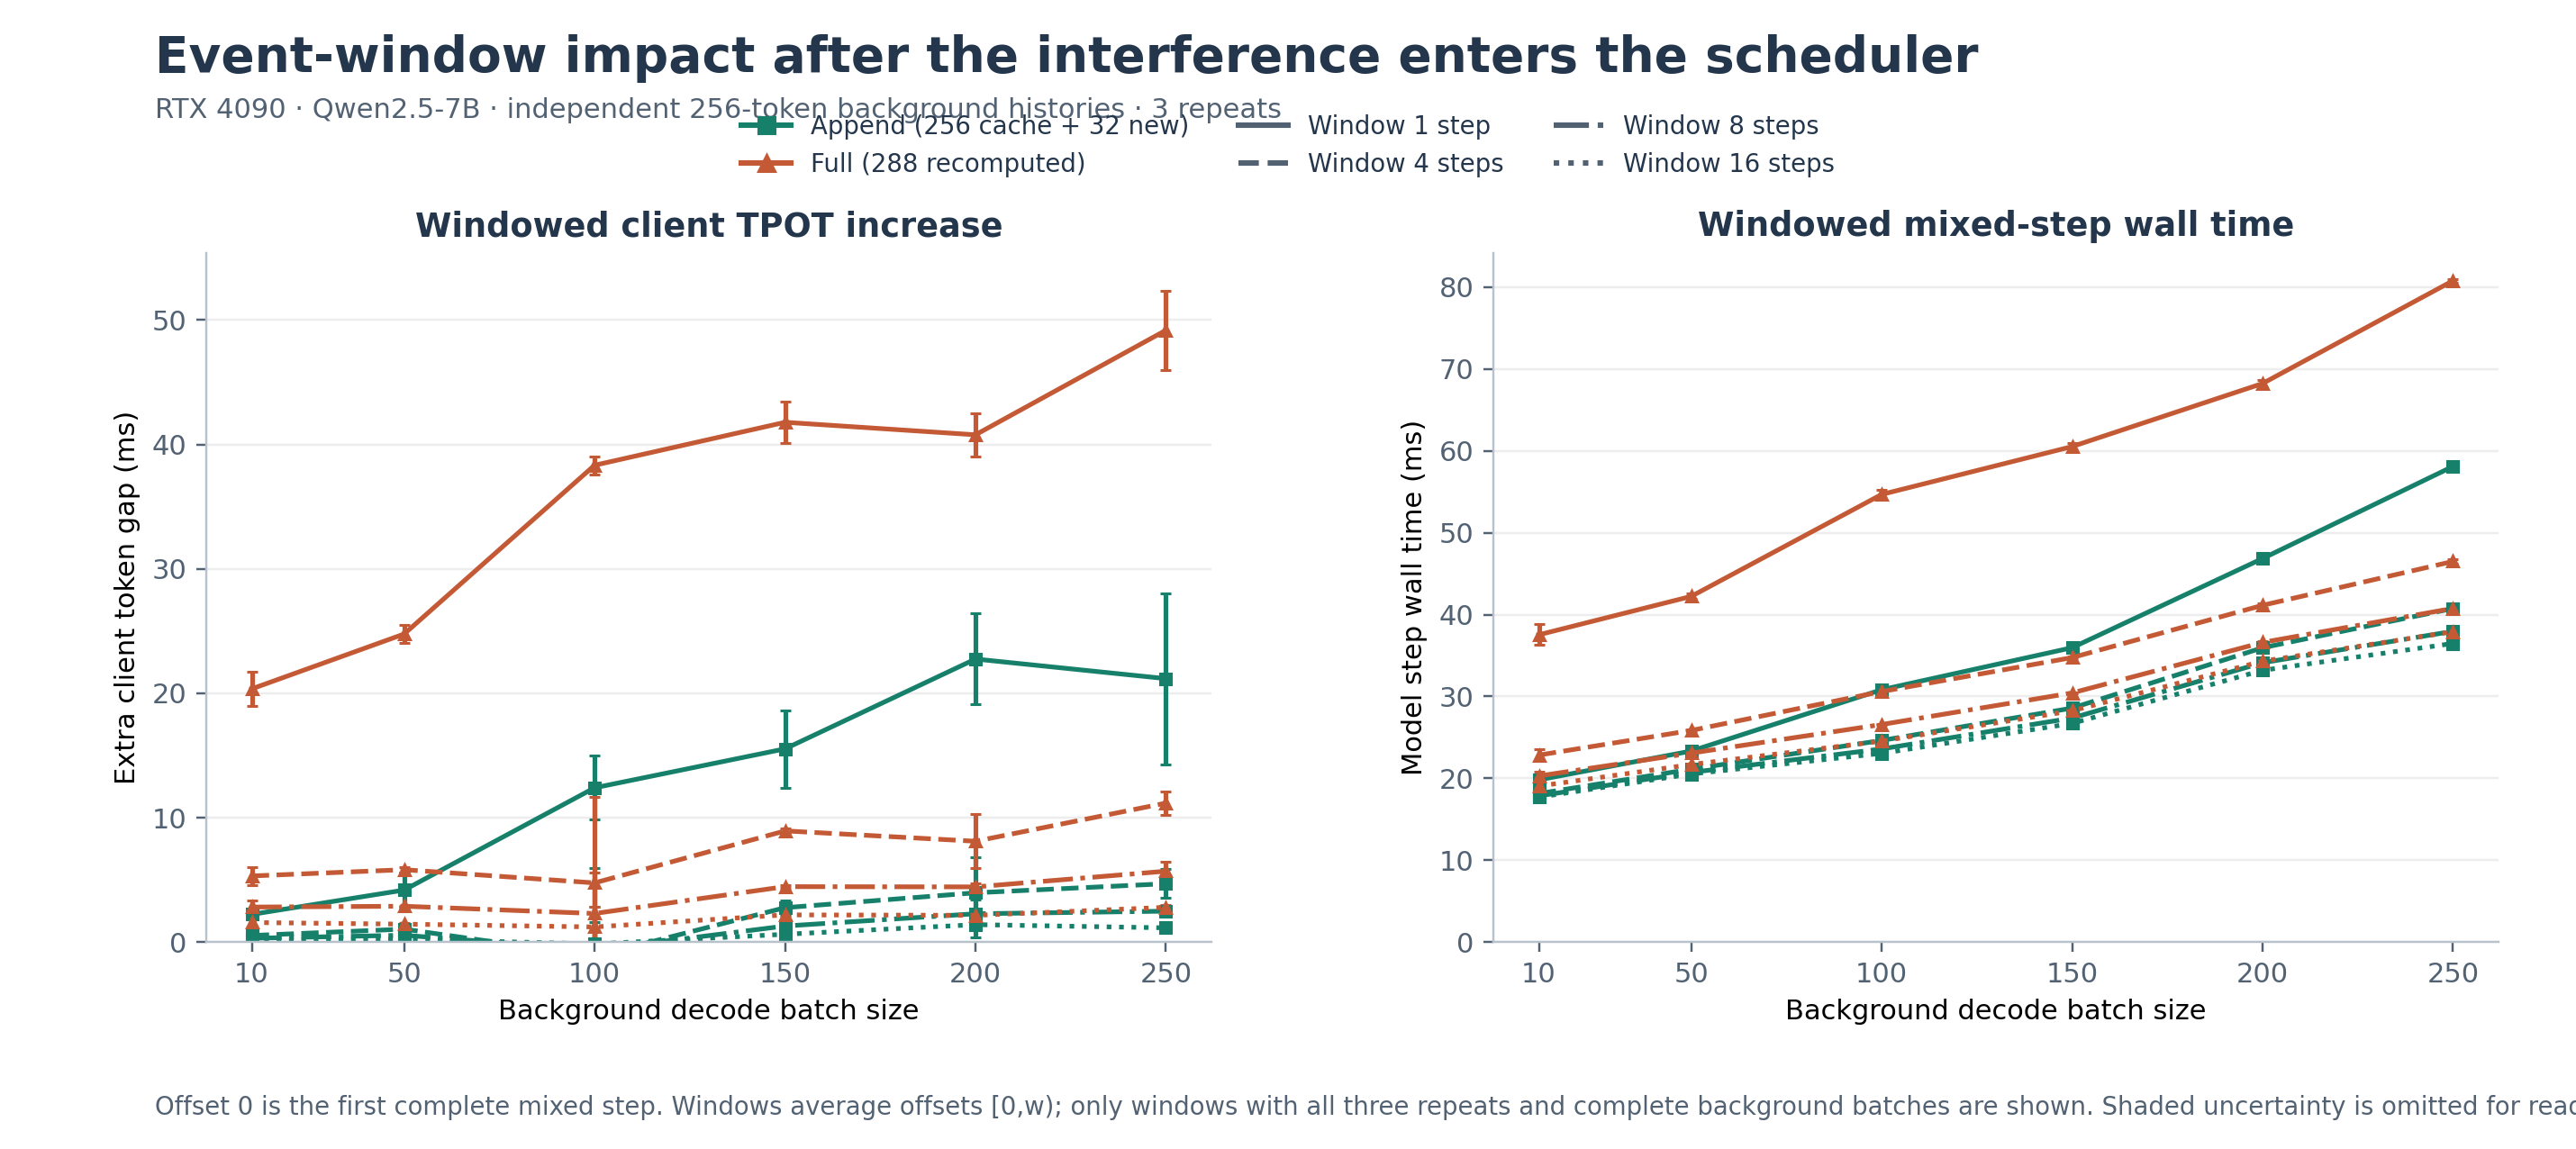 Event-window impact after the interference enters the scheduler
RTX 4090 · Qwen2.5-7B · independent 256-token background histories · 3 repeats
Append (256 cache + 32 new)
Full (288 recomputed)
Window 1 step
Window 4 steps
Window 8 steps
Window 16 steps
Windowed client TPOT increase
Extra client token gap (ms)
50
40
30
20
10
0
10 50 100 150 200 250
Background decode batch size
Windowed mixed-step wall time
Model step wall time (ms)
80
70
60
50
40
30
20
10
0
10 50 100 150 200 250
Background decode batch size
Offset 0 is the first complete mixed step. Windows average offsets [0,w); only windows with all three repeats and complete background batches are shown. Shaded uncertainty is omitted for